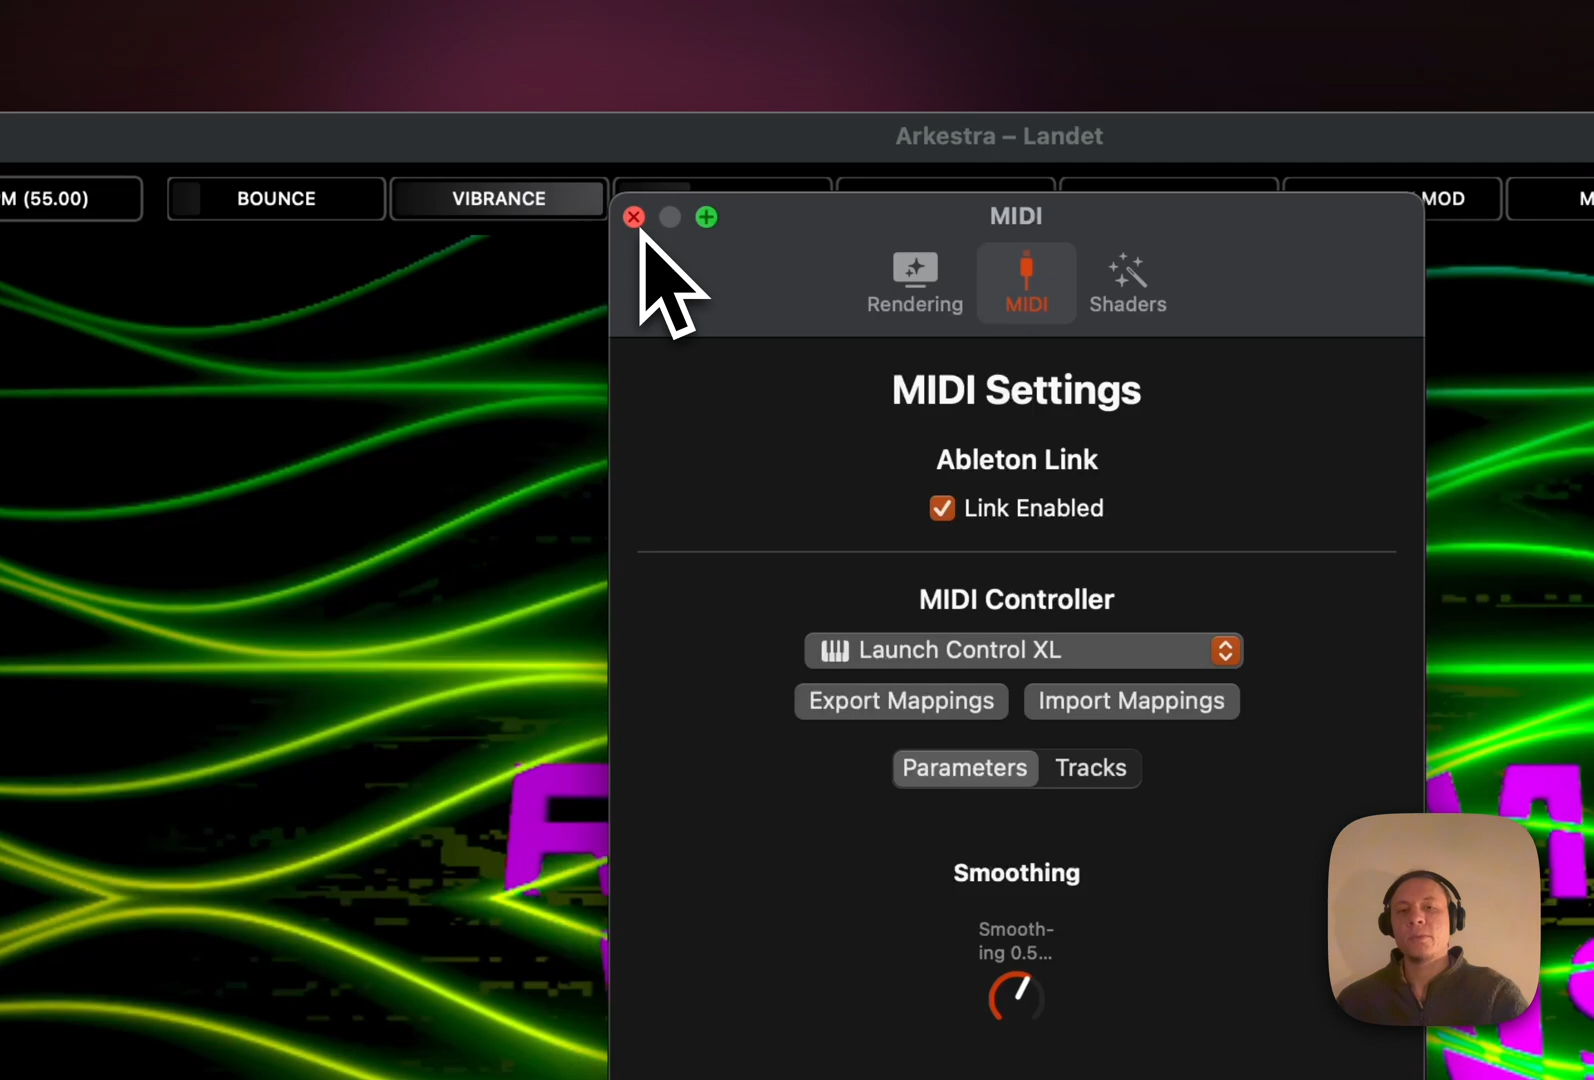 Arkestra – Landet
M (55.00)
BOUNCE
VIBRANCE
MOD
M
MIDI
Rendering
MIDI
Shaders
MIDI Settings
Ableton Link
Link Enabled
MIDI Controller
Launch Control XL
Export Mappings
Import Mappings
Parameters
Tracks
Smoothing
Smooth-
ing 0.5...